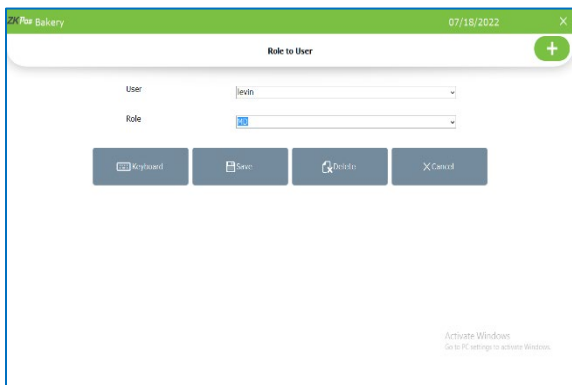 ZKPos Bakery 07/18/2022 X
Role to User
+
User levin
Role MD
Keyboard Save Delete Cancel
Activate Windows
Go to PC settings to activate Windows.